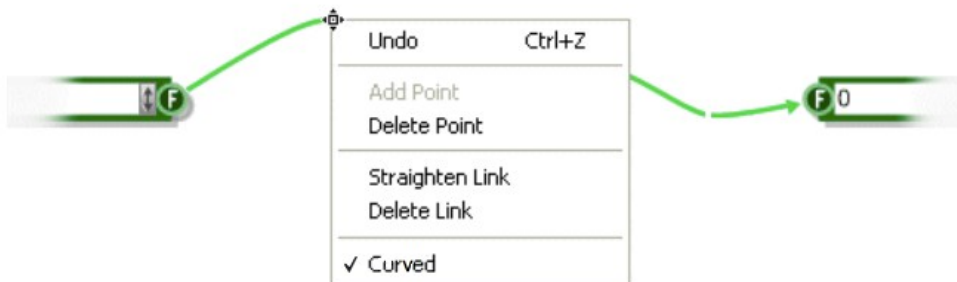 Undo Ctrl+Z
F
Add Point
F 0
Delete Point
Straighten Link
Delete Link
✓ Curved